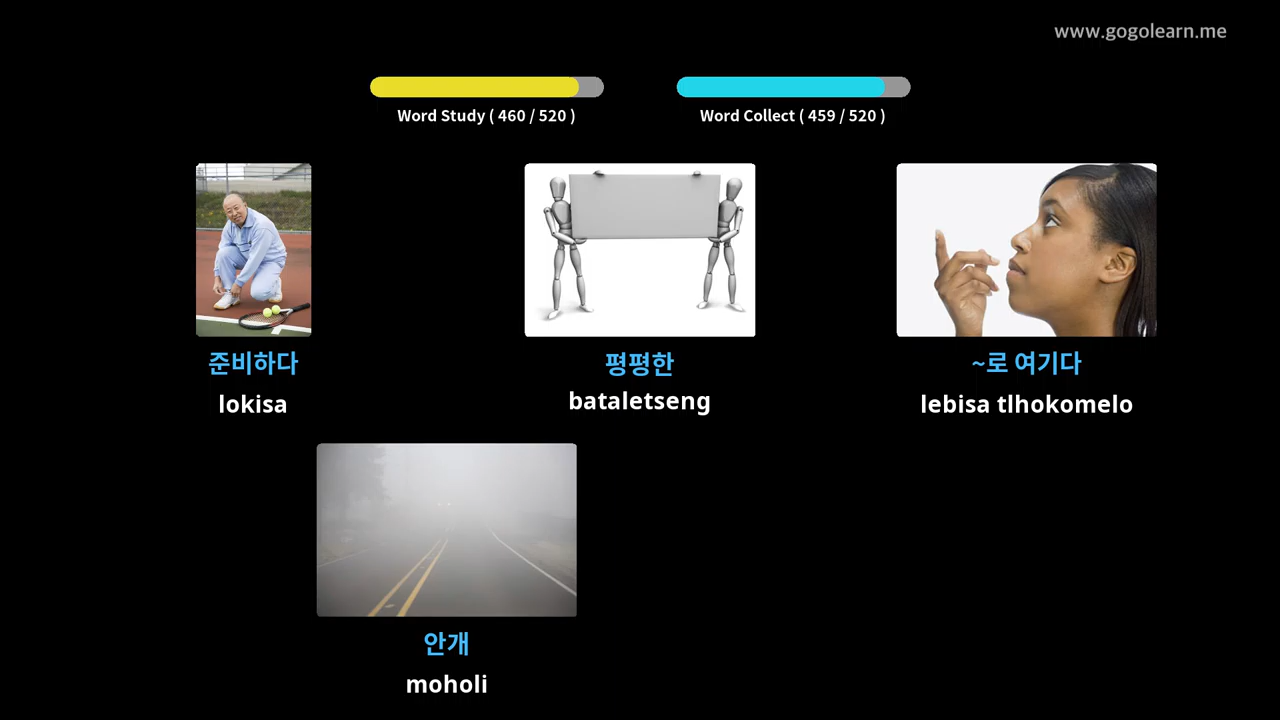 www.gogolearn.me
Word Study ( 460 / 520 )
Word Collect ( 459 / 520 )
준비하다
lokisa
평평한
bataletseng
~로 여기다
lebisa tlhokomelo
안개
moholi